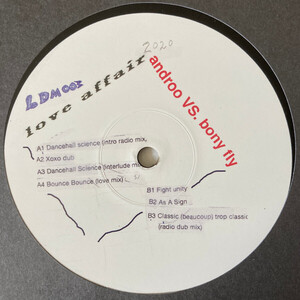 2020
LDM003
love affair
androo VS. bony fly
A1 Dancehall science (intro radio mix)
A2 Xoxo dub
A3 Dancehall Science (interlude mix)
A4 Bounce Bounce (love mix)
B1 Fight unity
B2 As A Sign
B3 Classic (beaucoup) trop classic
(radio dub mix)